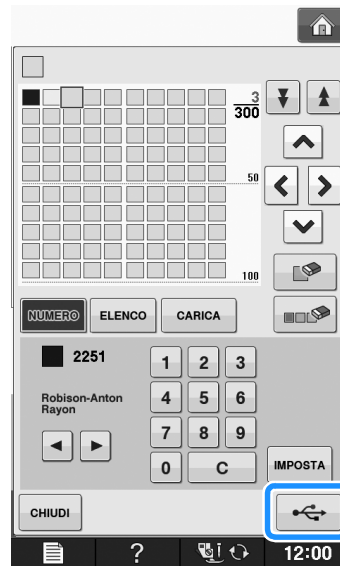 3
300
50
100
NUMERO ELENCO CARICA
2251
Robison-Anton
Rayon
1 2 3
4 5 6
7 8 9
0 C
IMPOSTA
CHIUDI
? 12:00